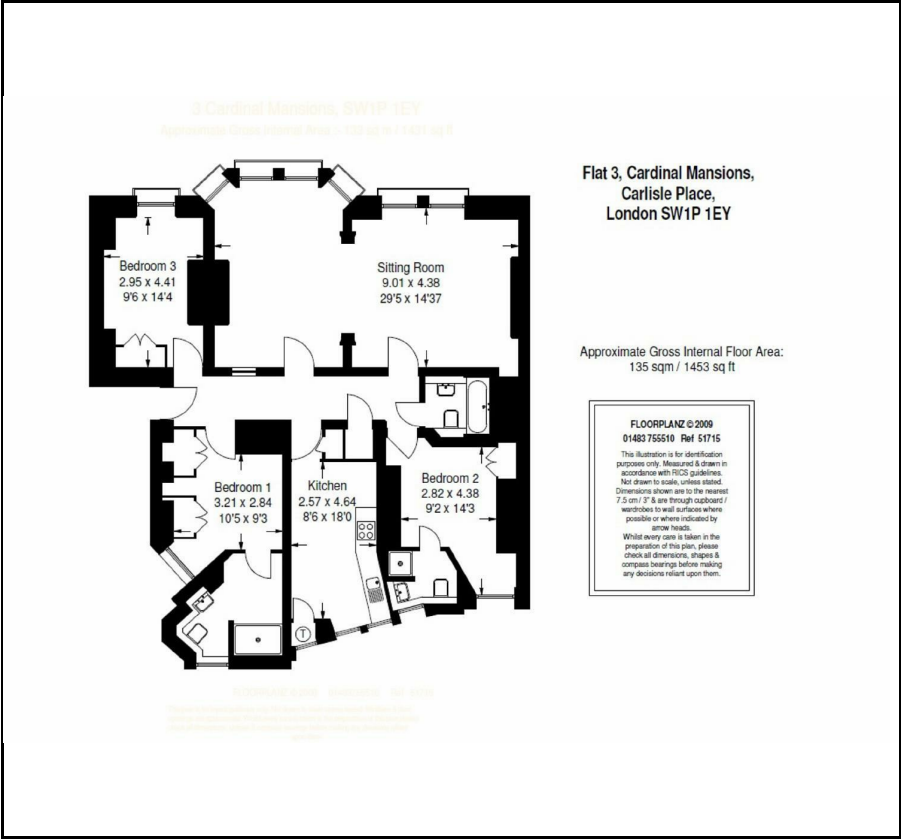 3 Cardinal Mansions, SW1P 1EY
Flat 3, Cardinal Mansions,
Carlisle Place,
London SW1P 1EY
Bedroom 3
2.95 x 4.41
9'6 x 14'4
Sitting Room
9.01 x 4.38
29'5 x 14'37
Approximate Gross Internal Floor Area:
135 sqm / 1453 sq ft
Bedroom 1
3.21 x 2.84
10'5 x 9'3
Kitchen
2.57 x 4.64
8'6 x 18'0
Bedroom 2
2.82 x 4.38
9'2 x 14'3
T
FLOORPLANZ © 2009
01483 755510 Ref 51715
This illustration is for identification
purposes only. Measured & drawn in
accordance with RICS guidelines.
Not drawn to scale, unless stated.
Dimensions shown are to the nearest
7.5 cm / 3" & are through cupboard /
wardrobes to wall surfaces where
possible or where indicated by
arrow heads.
Whilst every care is taken in the
preparation of this plan, please
check all dimensions, shapes &
compass bearings before making
any decisions reliant upon them.